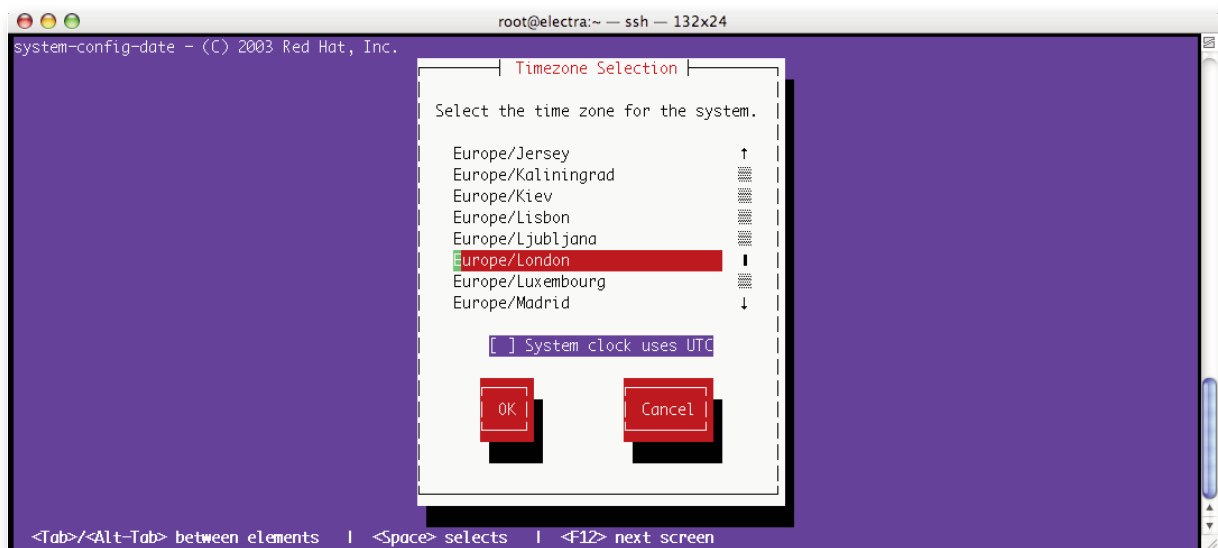 root@electra:~ — ssh — 132x24
system-config-date - (C) 2003 Red Hat, Inc.
Timezone Selection
Select the time zone for the system.
Europe/Jersey
Europe/Kaliningrad
Europe/Kiev
Europe/Lisbon
Europe/Ljubljana
Europe/London
Europe/Luxembourg
Europe/Madrid
[ ] System clock uses UTC
OK Cancel
<Tab>/<Alt-Tab> between elements | <Space> selects | <F12> next screen